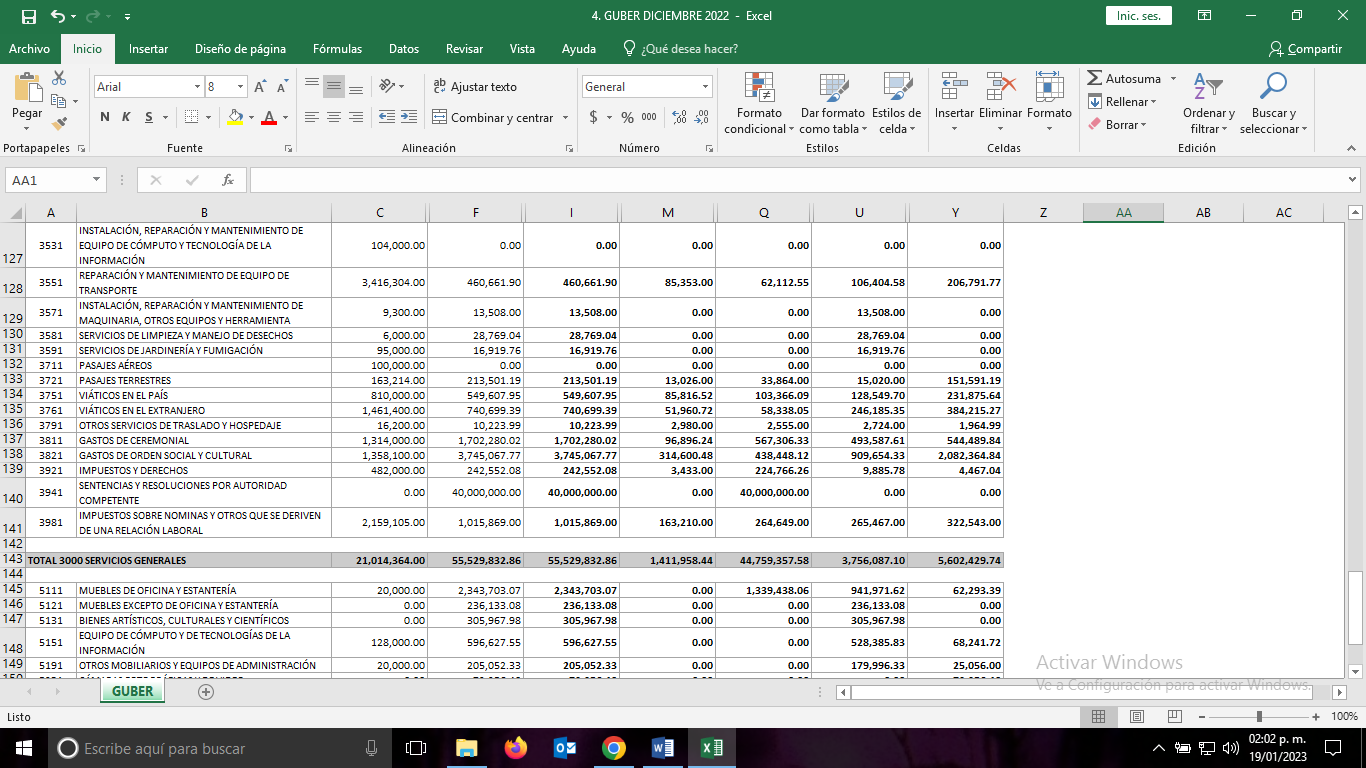 4. GUBER DICIEMBRE 2022 - Excel
Inic. ses.
Archivo Inicio Insertar Diseño de página Fórmulas Datos Revisar Vista Ayuda ¿Qué desea hacer? Compartir
Pegar
Arial 8
N K S
Ajustar texto
Combinar y centrar
General
$ % 000
Formato condicional
Dar formato como tabla
Estilos de celda
Insertar Eliminar Formato
Autosuma
Rellenar
Borrar
Ordenar y filtrar
Buscar y seleccionar
Portapapeles Fuente Alineación Número Estilos Celdas Edición
AA1 fx
A B C F I M Q U Y Z AA AB AC
127 3531 INSTALACIÓN, REPARACIÓN Y MANTENIMIENTO DE
EQUIPO DE CÓMPUTO Y TECNOLOGÍA DE LA 104,000.00 0.00 0.00 0.00 0.00 0.00 0.00
INFORMACIÓN
128 3551 REPARACIÓN Y MANTENIMIENTO DE EQUIPO DE
TRANSPORTE 3,416,304.00 460,661.90 460,661.90 85,353.00 62,112.55 106,404.58 206,791.77
129 3571 INSTALACIÓN, REPARACIÓN Y MANTENIMIENTO DE
MAQUINARIA, OTROS EQUIPOS Y HERRAMIENTA 9,300.00 13,508.00 13,508.00 0.00 0.00 13,508.00 0.00
130 3581 SERVICIOS DE LIMPIEZA Y MANEJO DE DESECHOS 6,000.00 28,769.04 28,769.04 0.00 0.00 28,769.04 0.00
131 3591 SERVICIOS DE JARDINERÍA Y FUMIGACIÓN 95,000.00 16,919.76 16,919.76 0.00 0.00 16,919.76 0.00
132 3711 PASAJES AÉREOS 100,000.00 0.00 0.00 0.00 0.00 0.00 0.00
133 3721 PASAJES TERRESTRES 163,214.00 213,501.19 213,501.19 13,026.00 33,864.00 15,020.00 151,591.19
134 3751 VIÁTICOS EN EL PAÍS 810,000.00 549,607.95 549,607.95 85,816.52 103,366.09 128,549.70 231,875.64
135 3761 VIÁTICOS EN EL EXTRANJERO 1,461,400.00 740,699.39 740,699.39 51,960.72 58,338.05 246,185.35 384,215.27
136 3791 OTROS SERVICIOS DE TRASLADO Y HOSPEDAJE 16,200.00 10,223.99 10,223.99 2,980.00 2,555.00 2,724.00 1,964.99
137 3811 GASTOS DE CEREMONIAL 1,314,000.00 1,702,280.02 1,702,280.02 96,896.24 567,306.33 493,587.61 544,489.84
138 3821 GASTOS DE ORDEN SOCIAL Y CULTURAL 1,358,100.00 3,745,067.77 3,745,067.77 314,600.48 438,448.12 909,654.33 2,082,364.84
139 3921 IMPUESTOS Y DERECHOS 482,000.00 242,552.08 242,552.08 3,433.00 224,766.26 9,885.78 4,467.04
140 3941 SENTENCIAS Y RESOLUCIONES POR AUTORIDAD
COMPETENTE 0.00 40,000,000.00 40,000,000.00 0.00 40,000,000.00 0.00 0.00
141 3981 IMPUESTOS SOBRE NOMINAS Y OTROS QUE SE DERIVEN
DE UNA RELACIÓN LABORAL 2,159,105.00 1,015,869.00 1,015,869.00 163,210.00 264,649.00 265,467.00 322,543.00
142
143 TOTAL 3000 SERVICIOS GENERALES 21,014,364.00 55,529,832.86 55,529,832.86 1,411,958.44 44,759,357.58 3,756,087.10 5,602,429.74
144
145 5111 MUEBLES DE OFICINA Y ESTANTERÍA 20,000.00 2,343,703.07 2,343,703.07 0.00 1,339,438.06 941,971.62 62,293.39
146 5121 MUEBLES EXCEPTO DE OFICINA Y ESTANTERÍA 0.00 236,133.08 236,133.08 0.00 0.00 236,133.08 0.00
147 5131 BIENES ARTÍSTICOS, CULTURALES Y CIENTÍFICOS 0.00 305,967.98 305,967.98 0.00 0.00 305,967.98 0.00
148 5151 EQUIPO DE CÓMPUTO Y DE TECNOLOGÍAS DE LA
INFORMACIÓN 128,000.00 596,627.55 596,627.55 0.00 0.00 528,385.83 68,241.72
149 5191 OTROS MOBILIARIOS Y EQUIPOS DE ADMINISTRACIÓN 20,000.00 205,052.33 205,052.33 0.00 0.00 179,996.33 25,056.00
Activar Windows
Ve a Configuración para activar Windows.
GUBER
Listo 100%
Escribe aquí para buscar
02:02 p. m.
19/01/2023